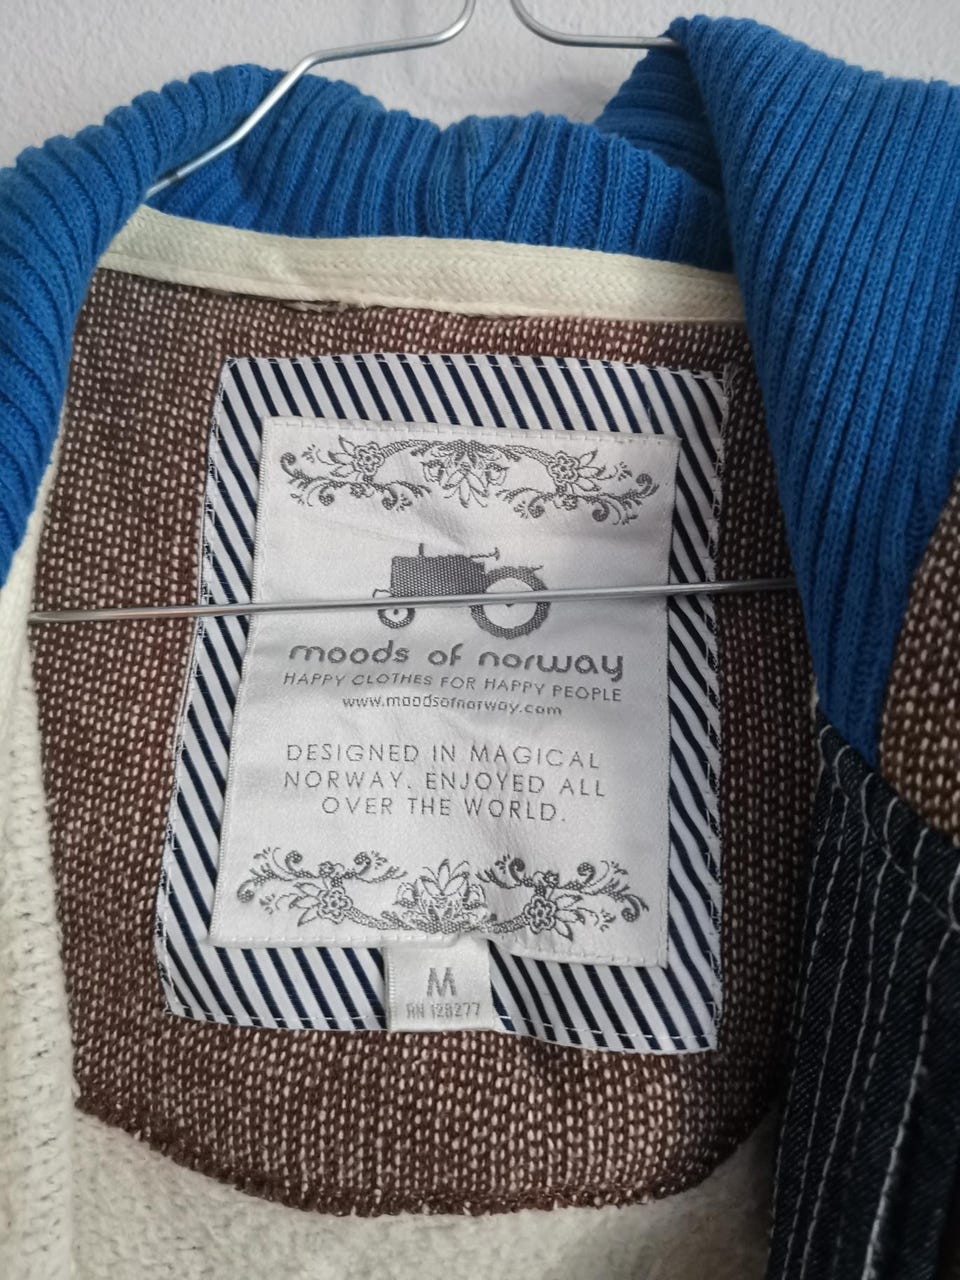 moods of norway
HAPPY CLOTHES FOR HAPPY PEOPLE
www.moodsofnorway.com
DESIGNED IN MAGICAL
NORWAY. ENJOYED ALL
OVER THE WORLD.
M
RN 128277